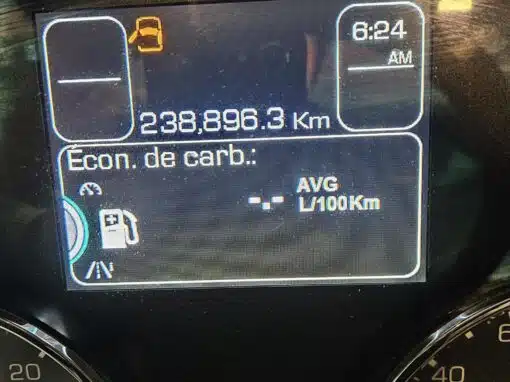 6:24
AM
238,896.3 Km
Écon. de carb.:
-.- AVG
L/100Km
20
40